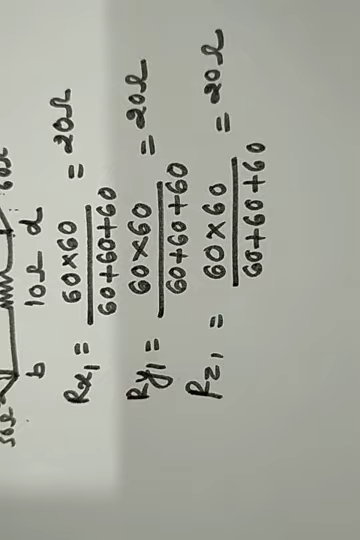 b 10Ω d
Rx₁ = 60×60 / 60+60+60 = 20Ω
Ry₁ = 60×60 / 60+60+60 = 20Ω
Rz₁ = 60×60 / 60+60+60 = 20Ω